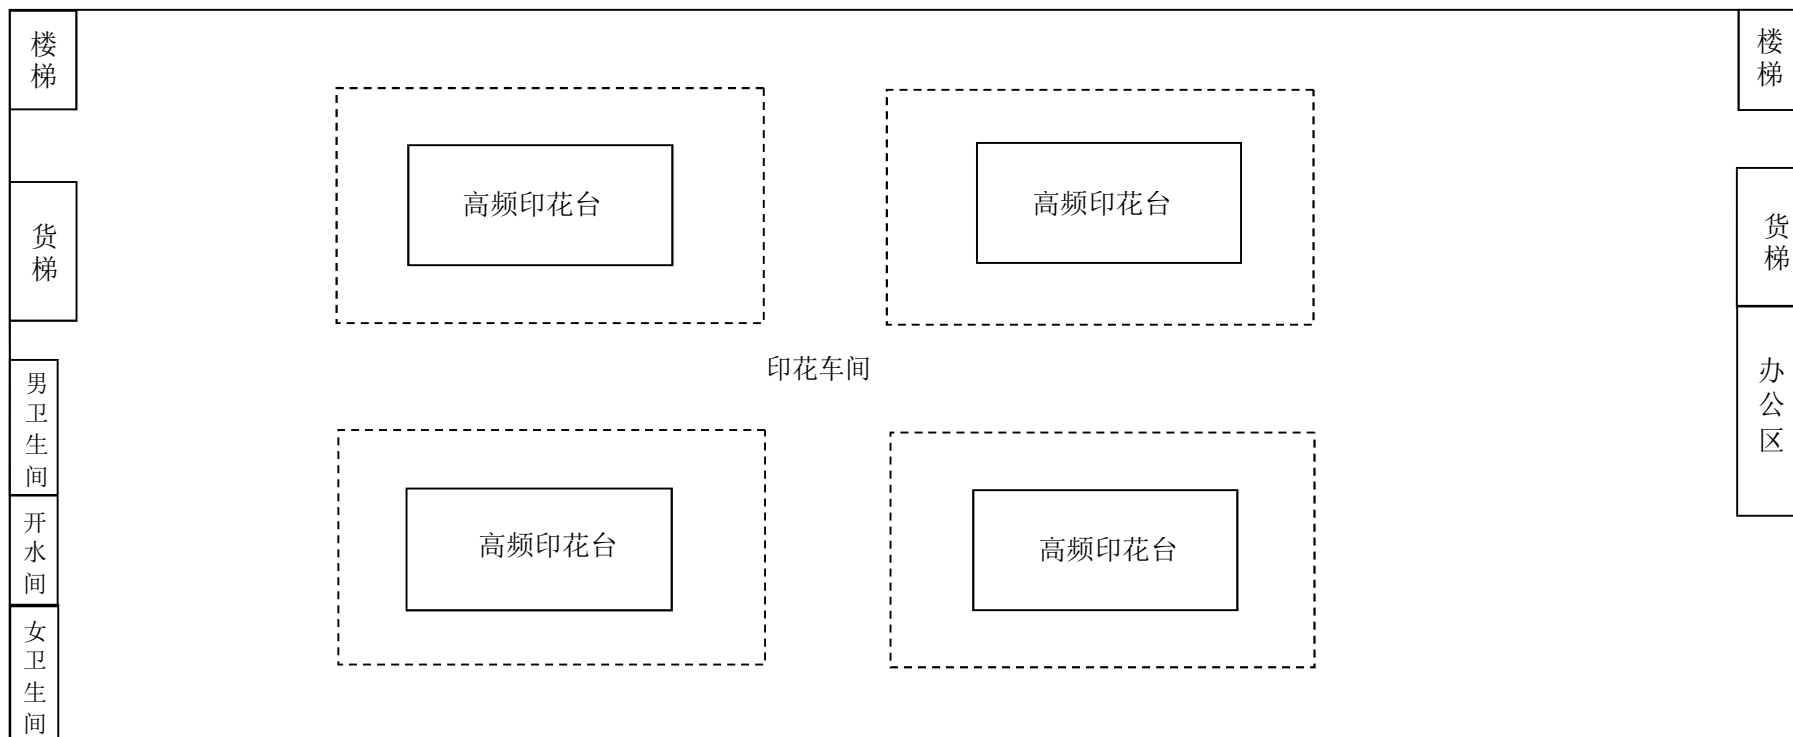 楼梯
楼梯
高频印花台
高频印花台
货梯
货梯
印花车间
男卫生间
办公区
开水间
高频印花台
高频印花台
女卫生间